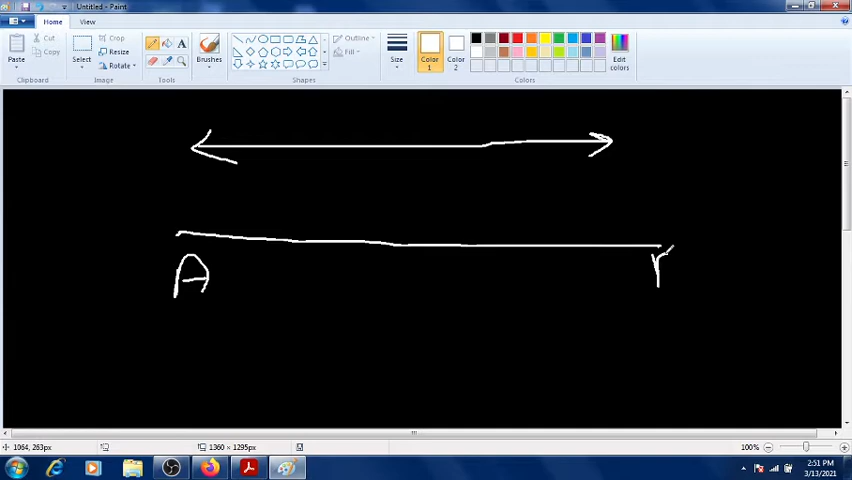 Untitled - Paint
Home View
Paste
Cut
Copy
Clipboard
Select
Crop
Resize
Rotate
Image
A
Tools
Brushes
Outline
Fill
Shapes
Size
Color 1
Color 2
Edit colors
Colors
A r
1064, 263px
1360 × 1295px
100%
2:51 PM
3/13/2021